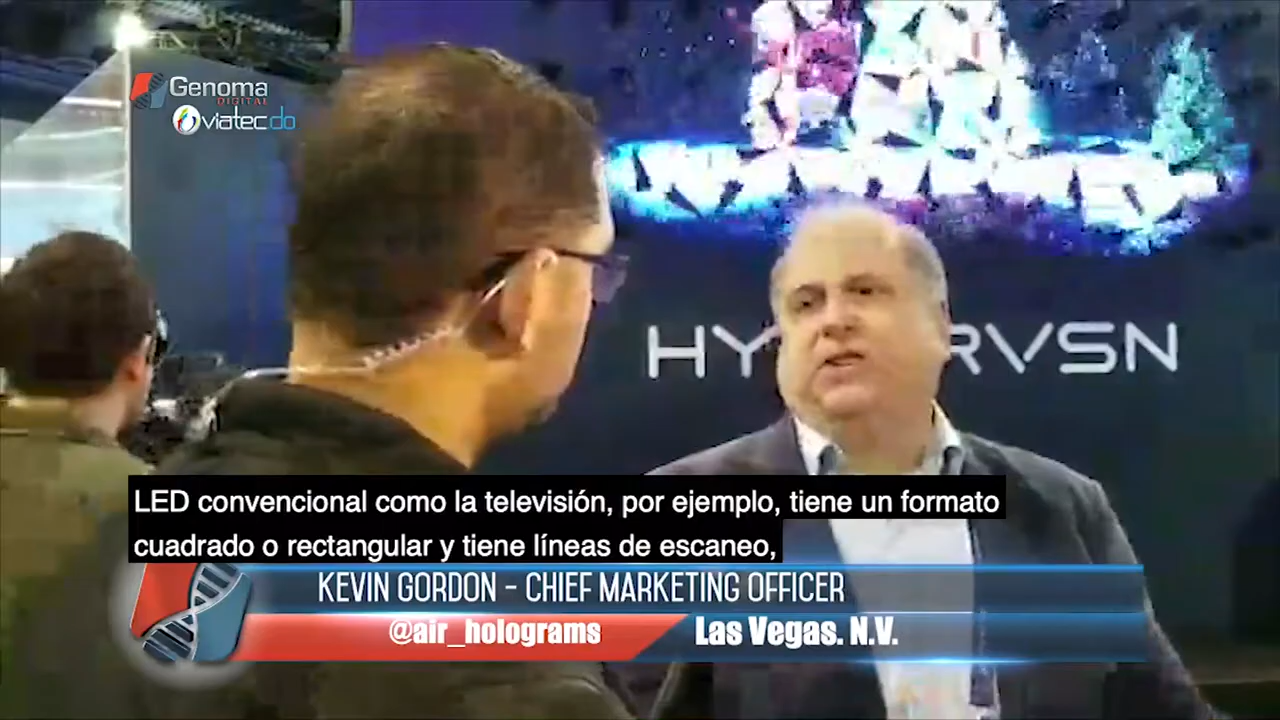 Genoma
DIGITAL
Oviatec.do
HY RVSN
LED convencional como la televisión, por ejemplo, tiene un formato
cuadrado o rectangular y tiene líneas de escaneo,
KEVIN GORDON - CHIEF MARKETING OFFICER
@air_holograms
Las Vegas. N.V.